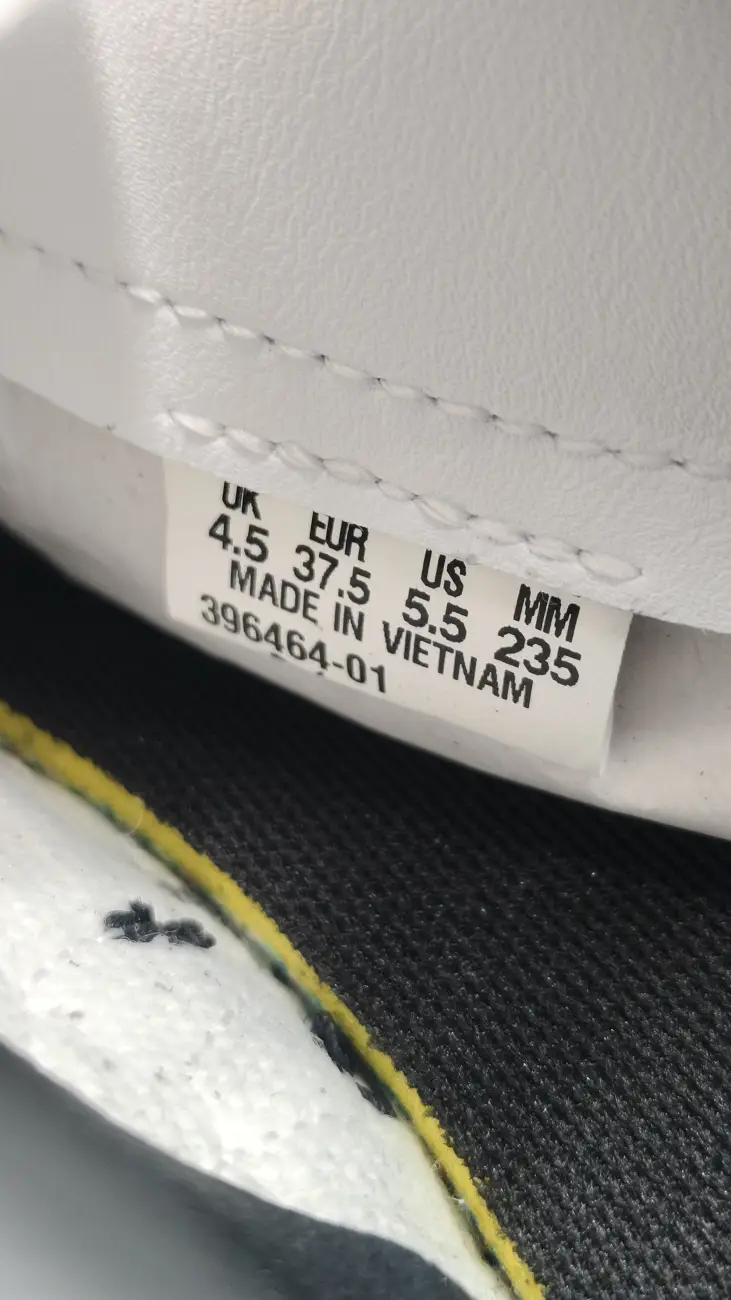 UK EUR US MM
4.5 37.5 5.5 235
MADE IN VIETNAM
396464-01